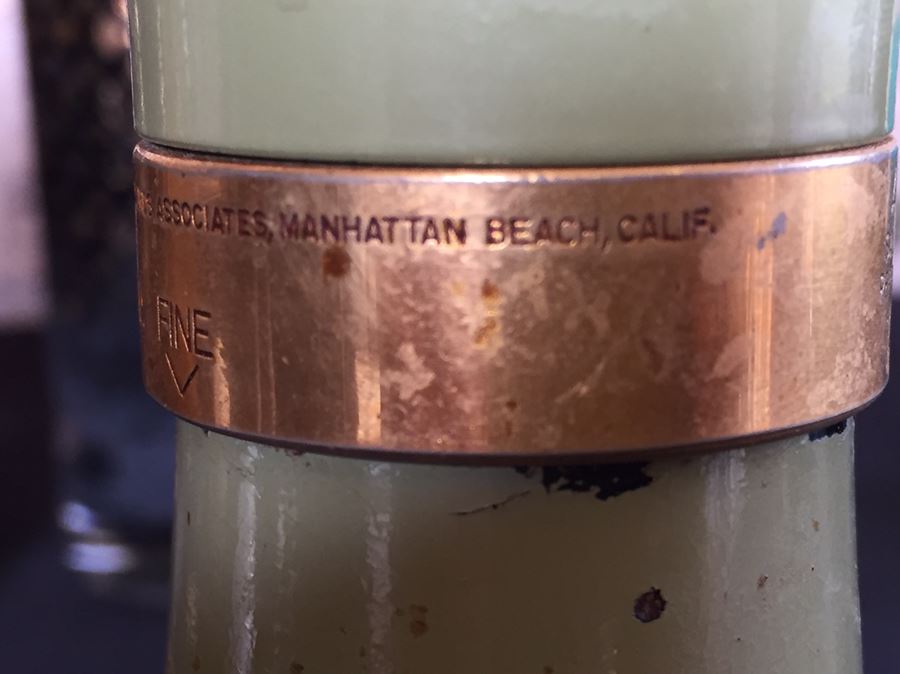 ASSOCIATES, MANHATTAN BEACH, CALIF.
FINE